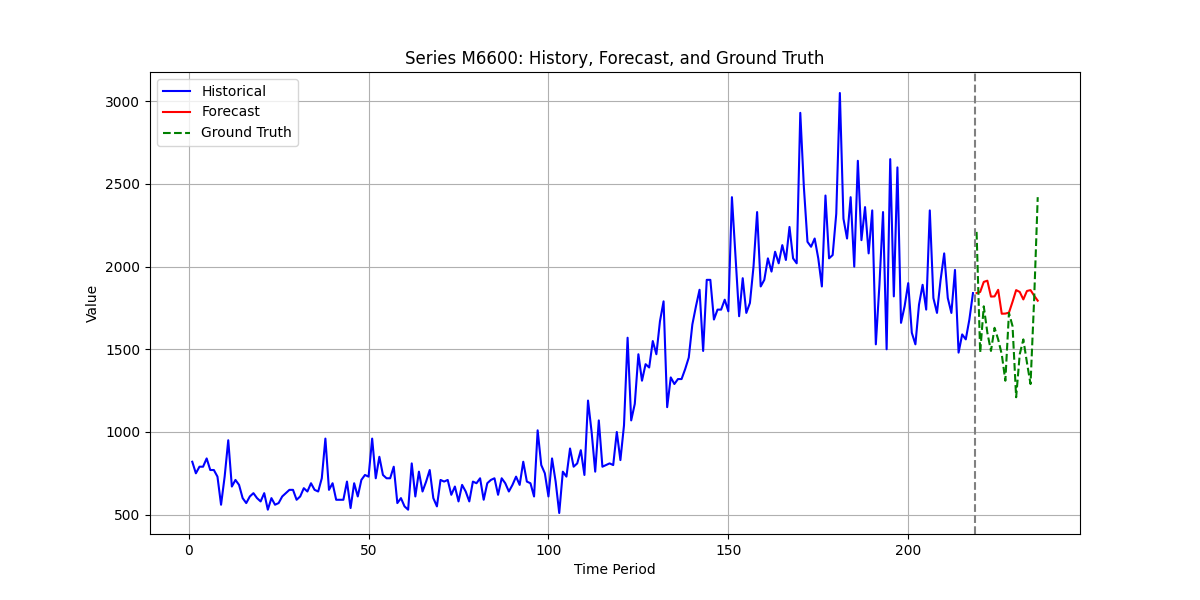 Series M6600: History, Forecast, and Ground Truth
Historical
Forecast
Ground Truth
3000
2500
2000
1500
1000
500
Value
0
50
100
150
200
Time Period